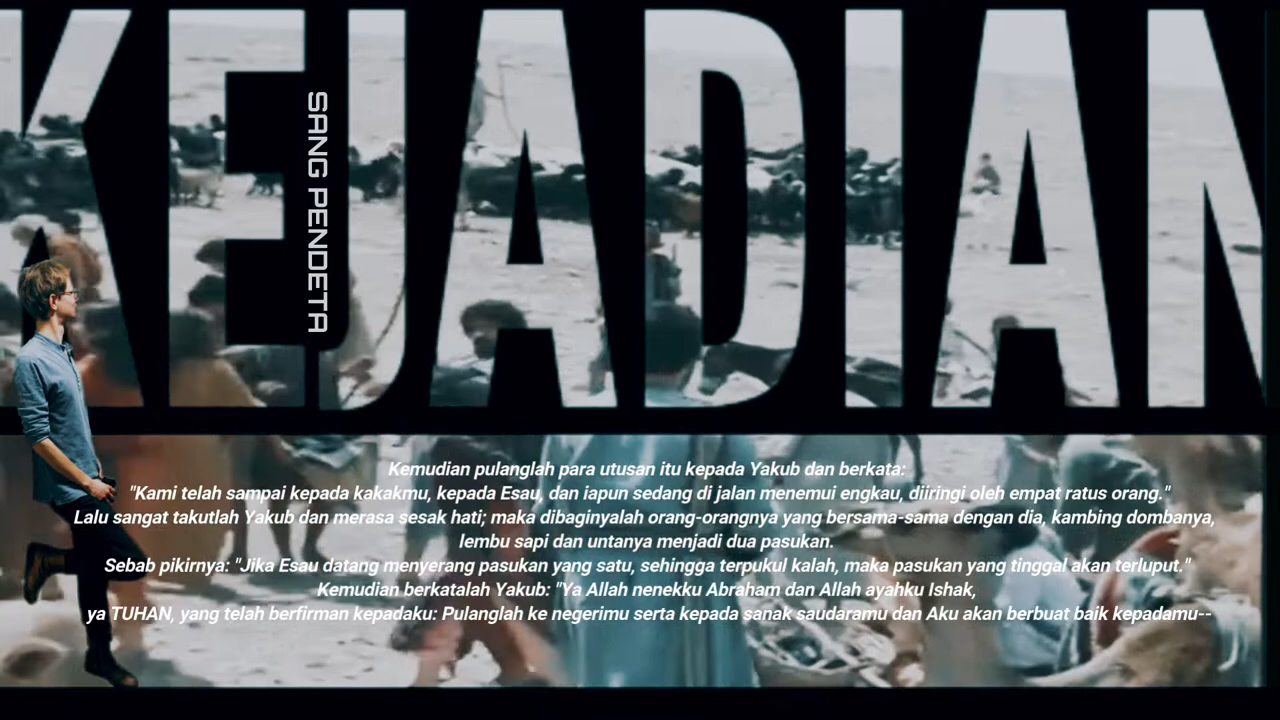 KEJADIAN
SANG PENDETA
Kemudian pulanglah para utusan itu kepada Yakub dan berkata:
"Kami telah sampai kepada kakakmu, kepada Esau, dan iapun sedang di jalan menemui engkau, diiringi oleh empat ratus orang."
Lalu sangat takutlah Yakub dan merasa sesak hati; maka dibaginyalah orang-orangnya yang bersama-sama dengan dia, kambing dombanya,
lembu sapi dan untanya menjadi dua pasukan.
Sebab pikirnya: "Jika Esau datang menyerang pasukan yang satu, sehingga terpukul kalah, maka pasukan yang tinggal akan terluput."
Kemudian berkatalah Yakub: "Ya Allah nenekku Abraham dan Allah ayahku Ishak,
ya TUHAN, yang telah berfirman kepadaku: Pulanglah ke negerimu serta kepada sanak saudaramu dan Aku akan berbuat baik kepadamu--